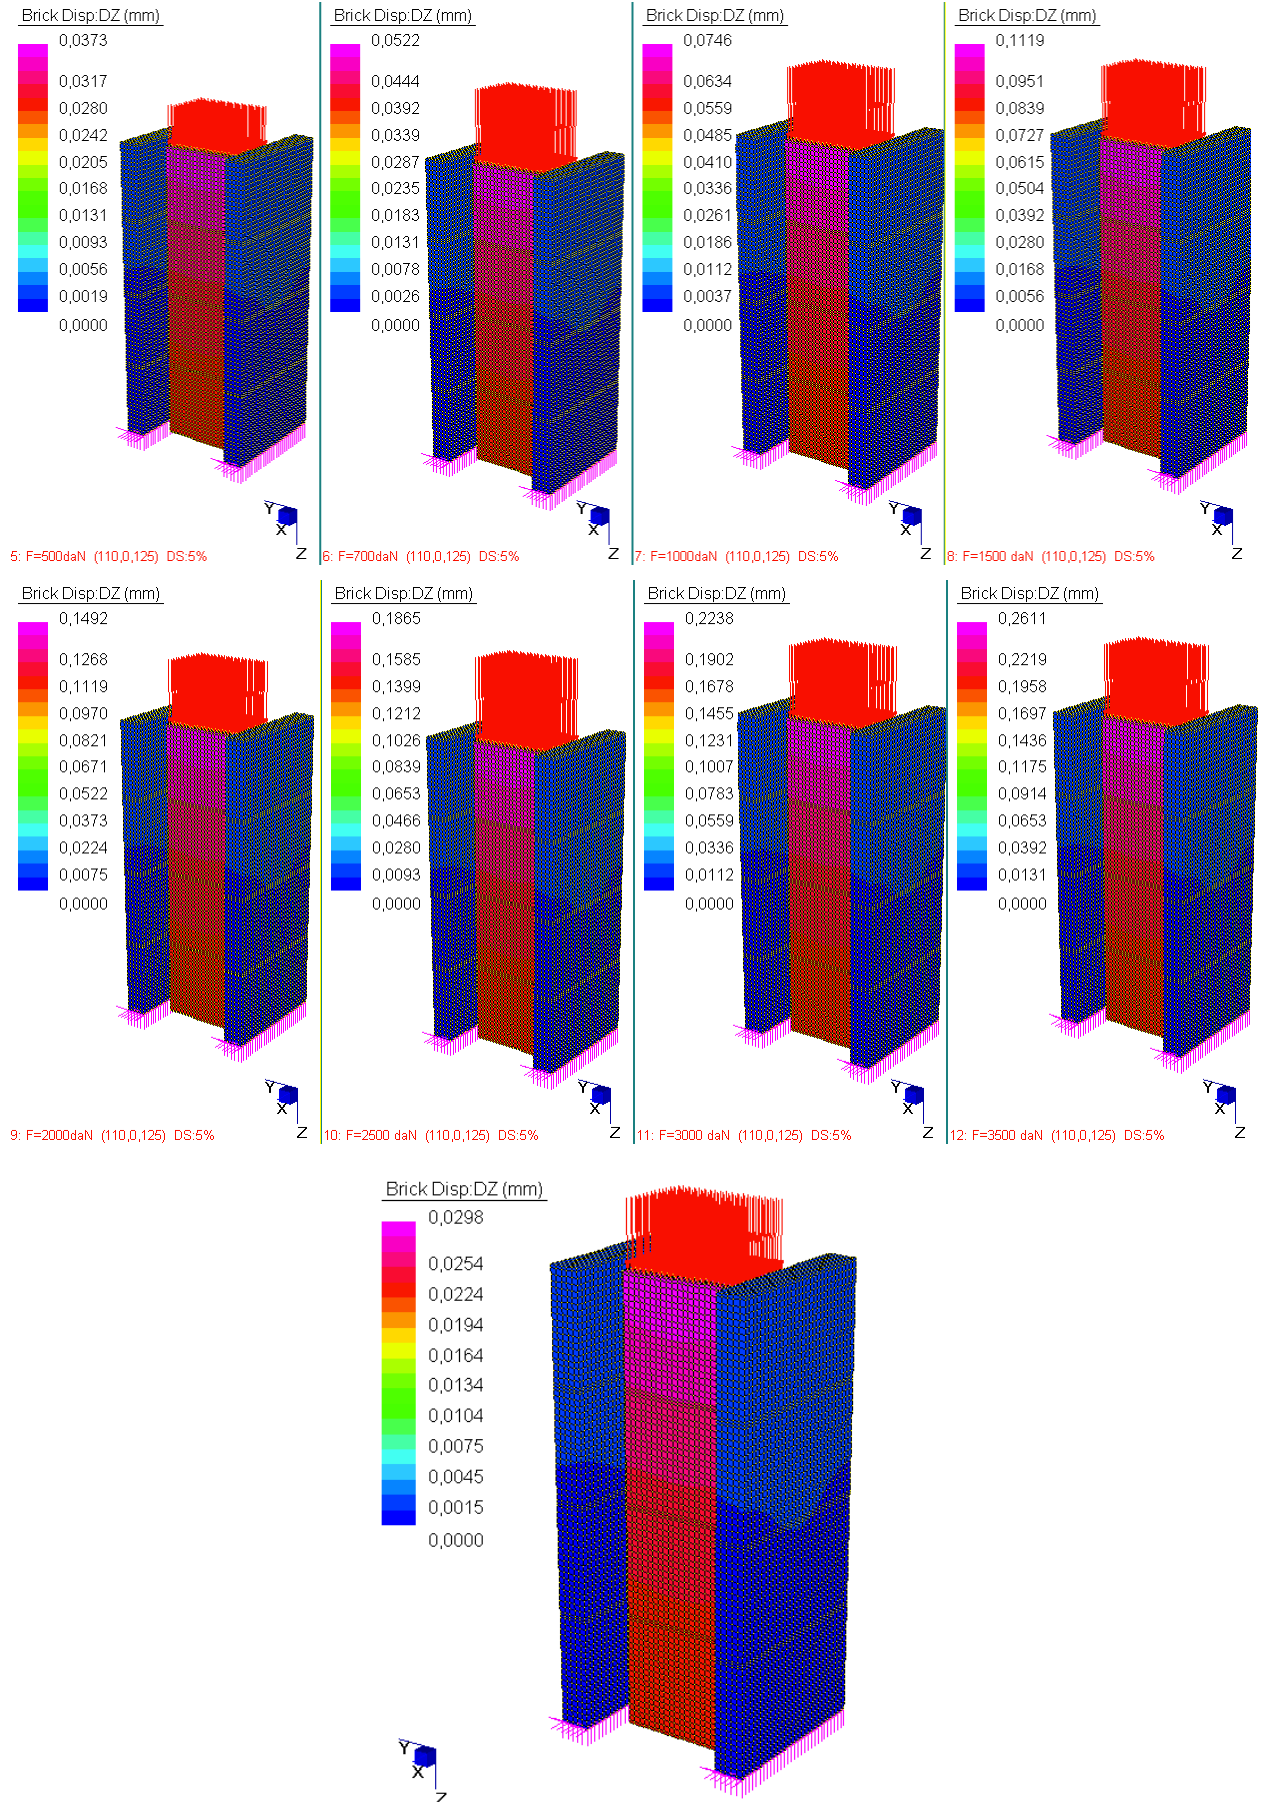 Brick Disp:DZ (mm)
0,0373
0,0317
0,0280
0,0242
0,0205
0,0168
0,0131
0,0093
0,0056
0,0019
0,0000
Y
X
Z
5: F=500daN (110,0,125) DS:5%
Brick Disp:DZ (mm)
0,0522
0,0444
0,0392
0,0339
0,0287
0,0235
0,0183
0,0131
0,0078
0,0026
0,0000
Y
X
Z
6: F=700daN (110,0,125) DS:5%
Brick Disp:DZ (mm)
0,0746
0,0634
0,0559
0,0485
0,0410
0,0336
0,0261
0,0186
0,0112
0,0037
0,0000
Y
X
Z
7: F=1000daN (110,0,125) DS:5%
Brick Disp:DZ (mm)
0,1119
0,0951
0,0839
0,0727
0,0615
0,0504
0,0392
0,0280
0,0168
0,0056
0,0000
Y
X
Z
8: F=1500 daN (110,0,125) DS:5%
Brick Disp:DZ (mm)
0,1492
0,1268
0,1119
0,0970
0,0821
0,0671
0,0522
0,0373
0,0224
0,0075
0,0000
Y
X
Z
9: F=2000daN (110,0,125) DS:5%
Brick Disp:DZ (mm)
0,1865
0,1585
0,1399
0,1212
0,1026
0,0839
0,0653
0,0466
0,0280
0,0093
0,0000
Y
X
Z
10: F=2500 daN (110,0,125) DS:5%
Brick Disp:DZ (mm)
0,2238
0,1902
0,1678
0,1455
0,1231
0,1007
0,0783
0,0559
0,0336
0,0112
0,0000
Y
X
Z
11: F=3000 daN (110,0,125) DS:5%
Brick Disp:DZ (mm)
0,2611
0,2219
0,1958
0,1697
0,1436
0,1175
0,0914
0,0653
0,0392
0,0131
0,0000
Y
X
Z
12: F=3500 daN (110,0,125) DS:5%
Brick Disp:DZ (mm)
0,0298
0,0254
0,0224
0,0194
0,0164
0,0134
0,0104
0,0075
0,0045
0,0015
0,0000
Y
X
Z